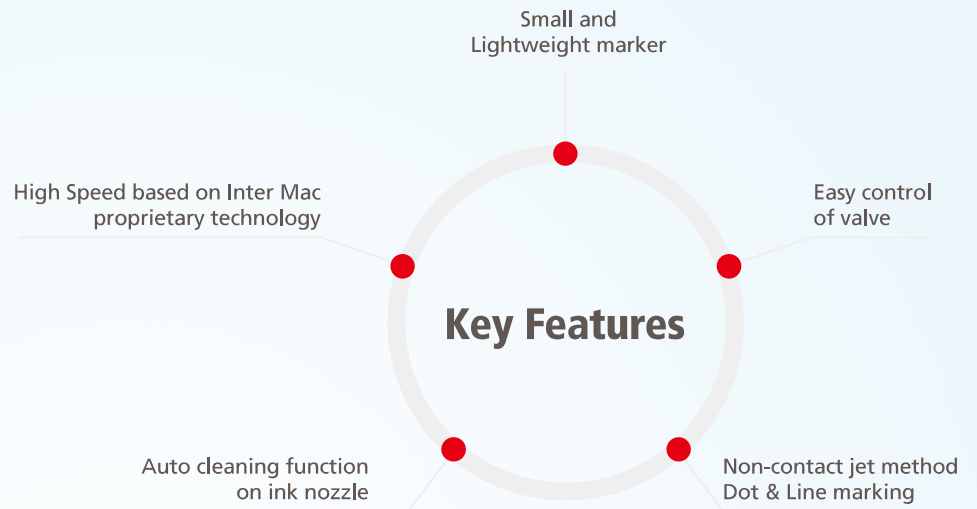 Small and
Lightweight marker
High Speed based on Inter Mac
proprietary technology
Easy control
of valve
Key Features
Auto cleaning function
on ink nozzle
Non-contact jet method
Dot & Line marking